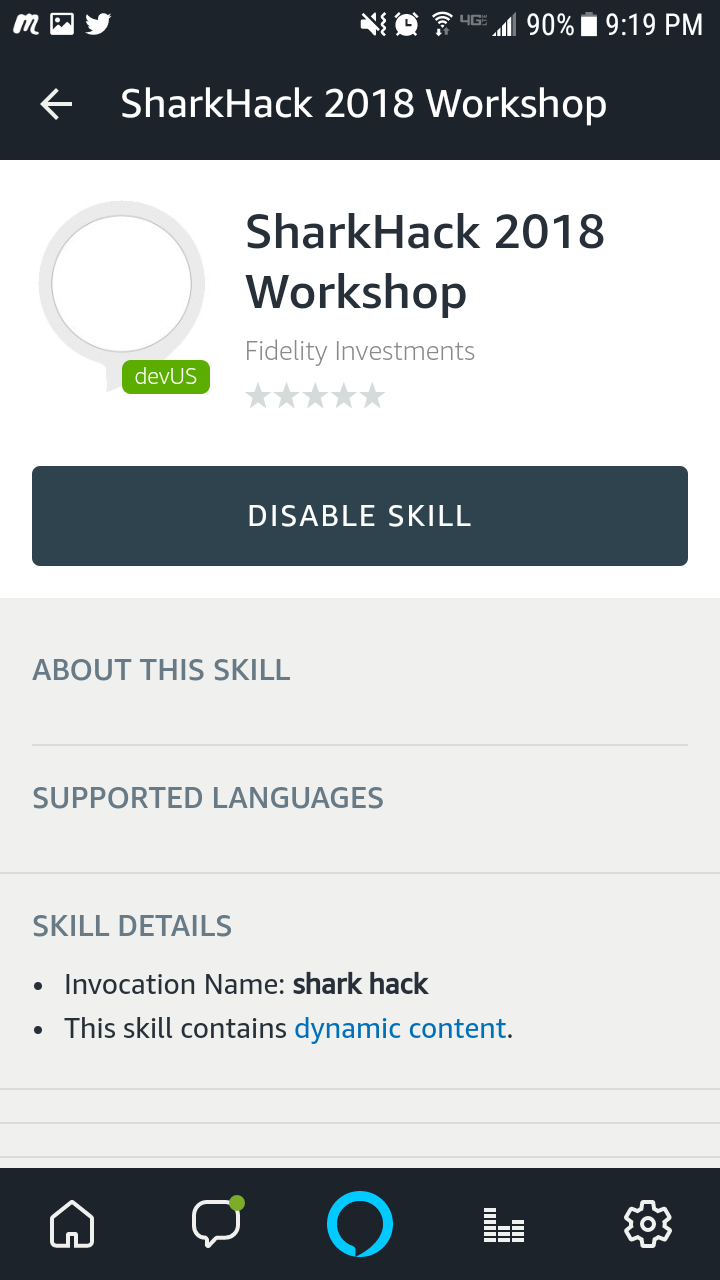 90% 9:19 PM
SharkHack 2018 Workshop
SharkHack 2018
Workshop
Fidelity Investments
devUS
DISABLE SKILL
ABOUT THIS SKILL
SUPPORTED LANGUAGES
SKILL DETAILS
• Invocation Name: shark hack
• This skill contains dynamic content.